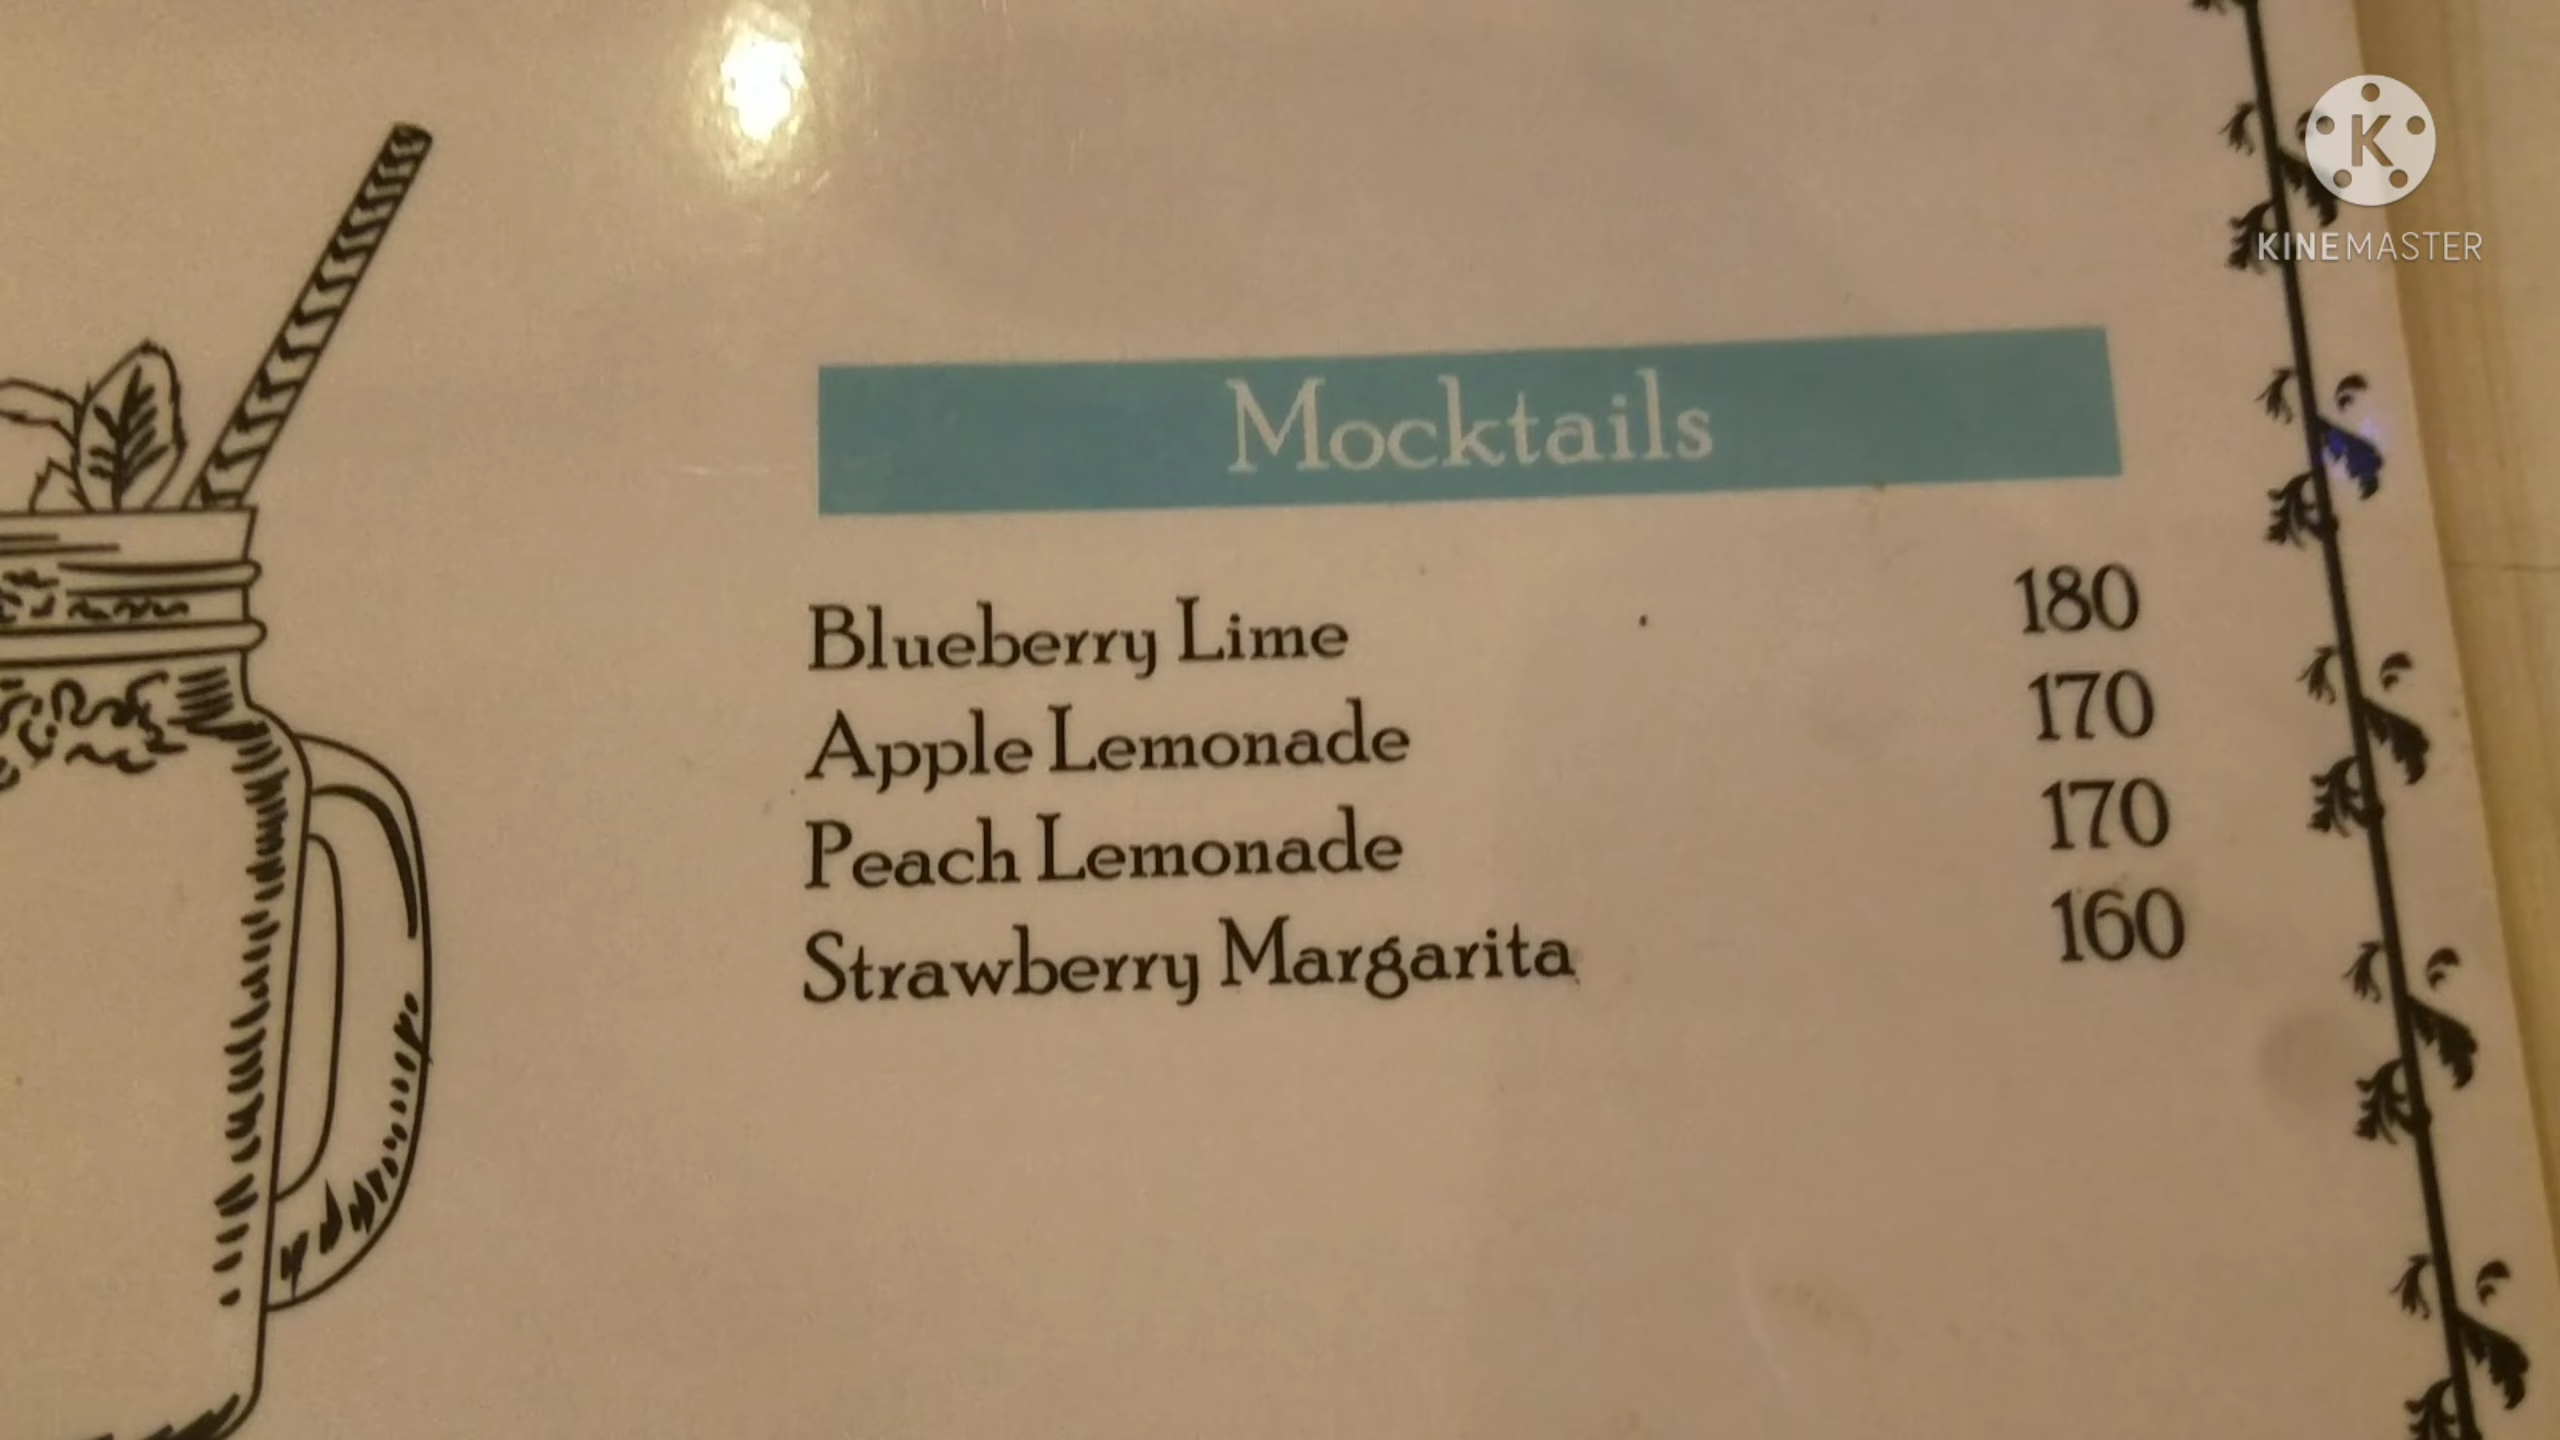 K
KINEMASTER
Mocktails
Blueberry Lime 180
Apple Lemonade 170
Peach Lemonade 170
Strawberry Margarita 160